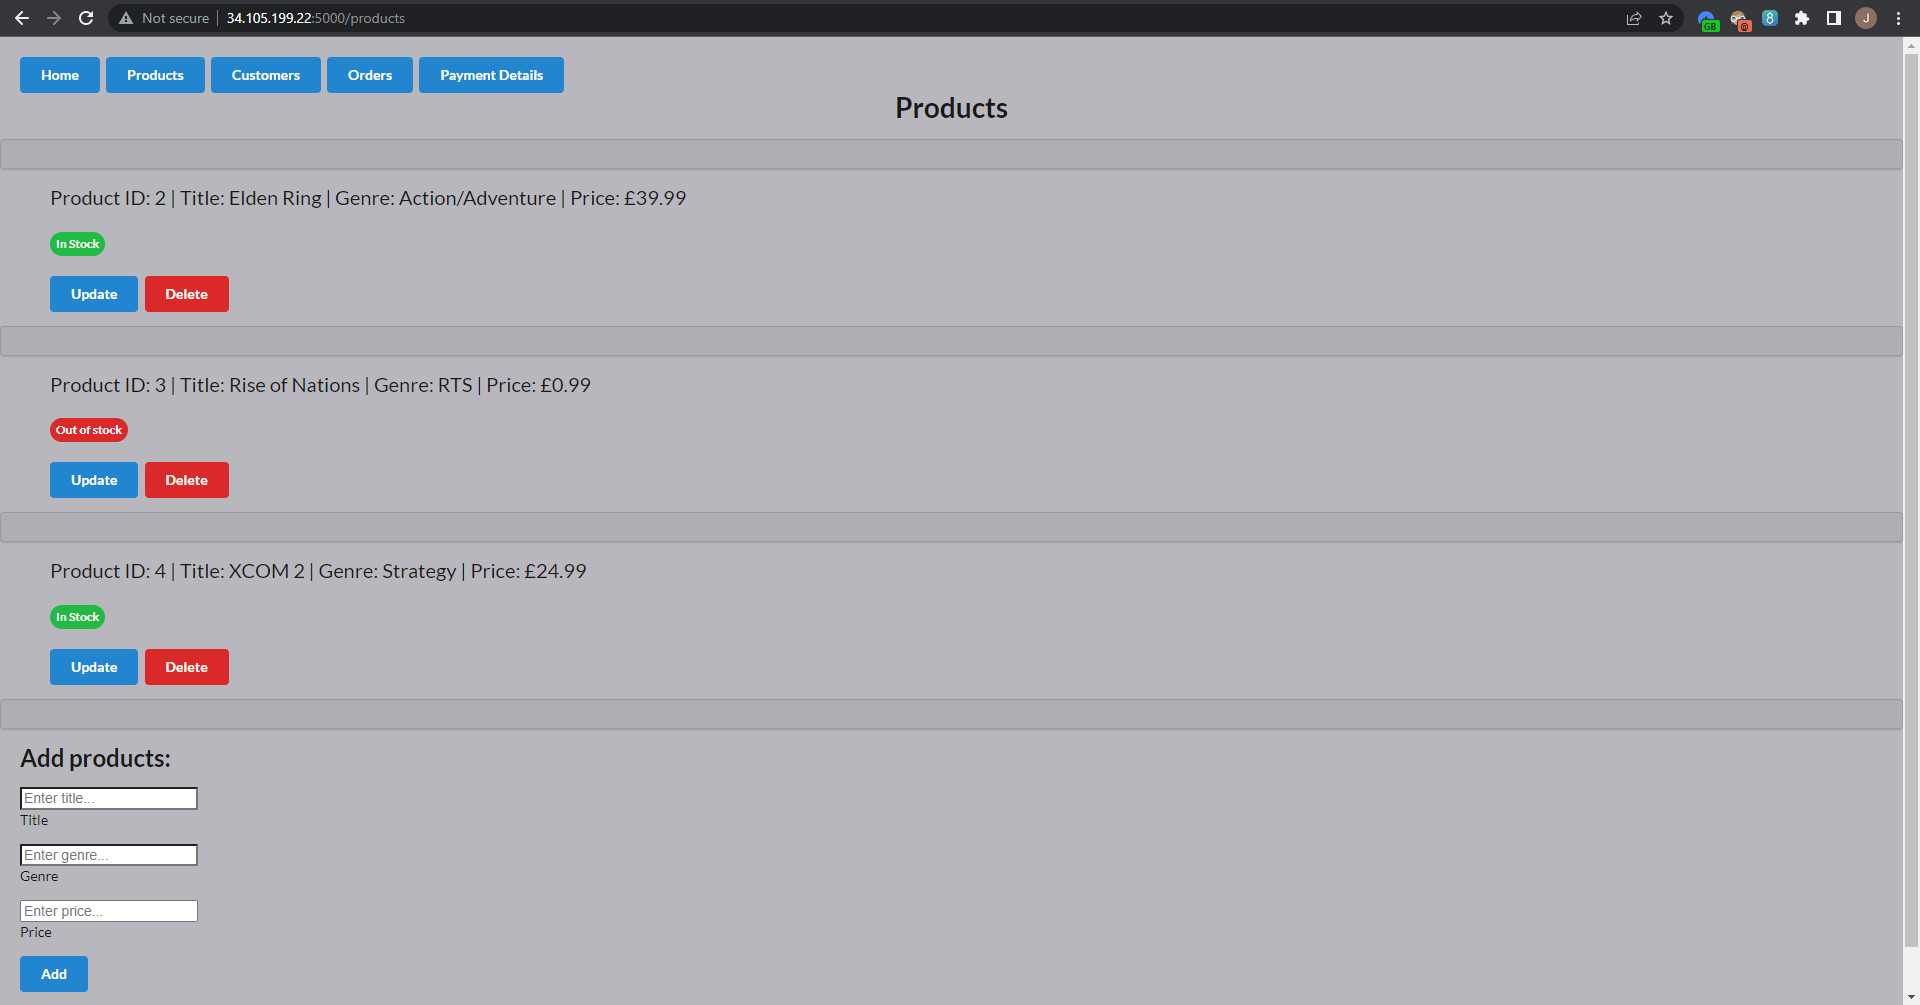 Not secure | 34.105.199.22:5000/products
GB
@
8
J
Home Products Customers Orders Payment Details
Products
Product ID: 2 | Title: Elden Ring | Genre: Action/Adventure | Price: £39.99
In Stock
Update Delete
Product ID: 3 | Title: Rise of Nations | Genre: RTS | Price: £0.99
Out of stock
Update Delete
Product ID: 4 | Title: XCOM 2 | Genre: Strategy | Price: £24.99
In Stock
Update Delete
Add products:
Enter title...
Title
Enter genre...
Genre
Enter price...
Price
Add